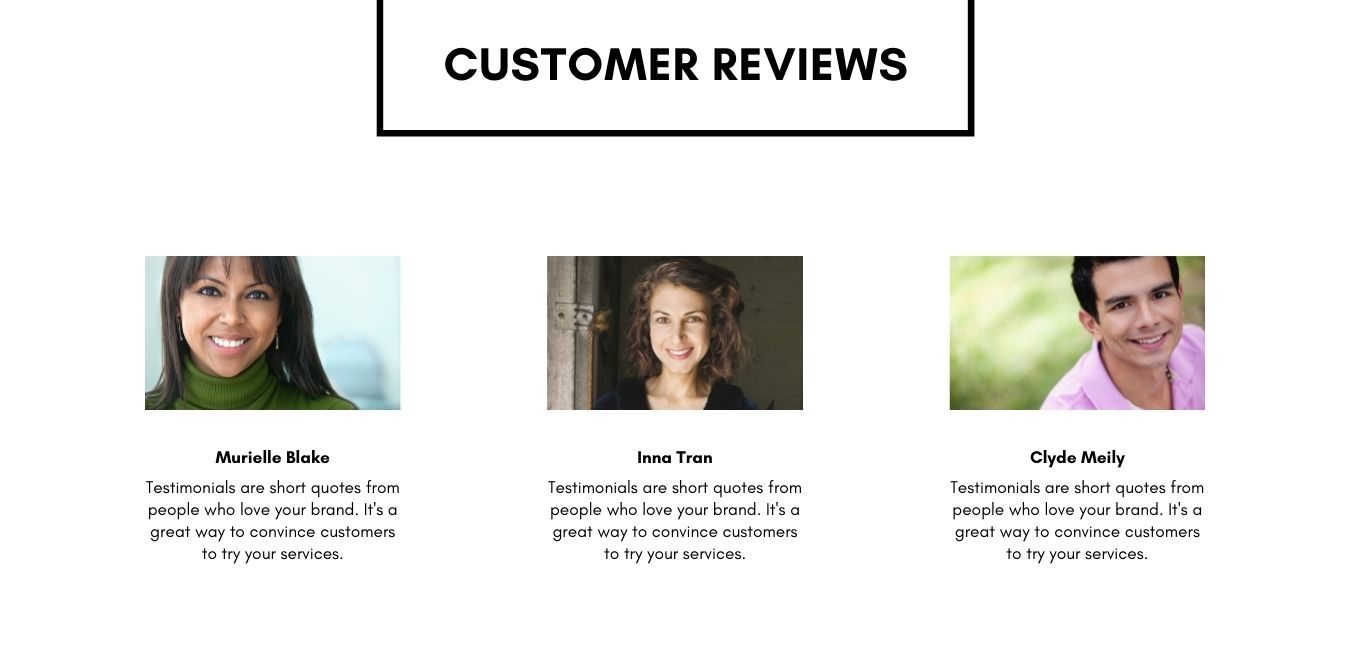 CUSTOMER REVIEWS
Murielle Blake
Testimonials are short quotes from
people who love your brand. It's a
great way to convince customers
to try your services.
Inna Tran
Testimonials are short quotes from
people who love your brand. It's a
great way to convince customers
to try your services.
Clyde Meily
Testimonials are short quotes from
people who love your brand. It's a
great way to convince customers
to try your services.